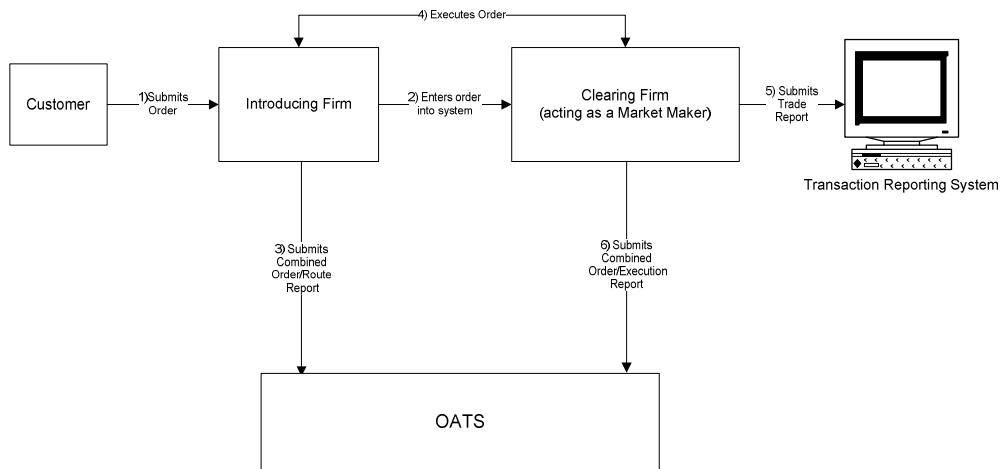 4) Executes Order
Customer
1)Submits
Order
Introducing Firm
2) Enters order
into system
Clearing Firm
(acting as a Market Maker)
5) Submits
Trade
Report
Transaction Reporting System
3) Submits
Combined
Order/Route
Report
6) Submits
Combined
Order/Execution
Report
OATS